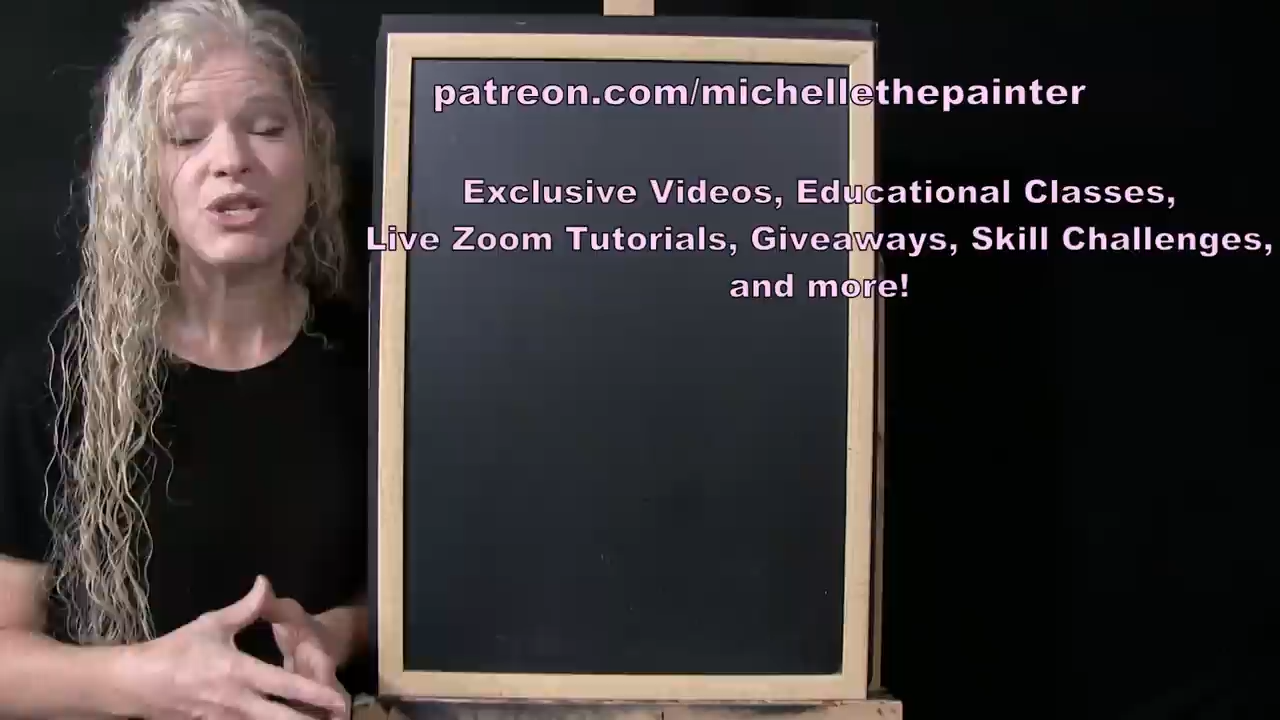 patreon.com/michellethepainter
Exclusive Videos, Educational Classes,
Live Zoom Tutorials, Giveaways, Skill Challenges,
and more!